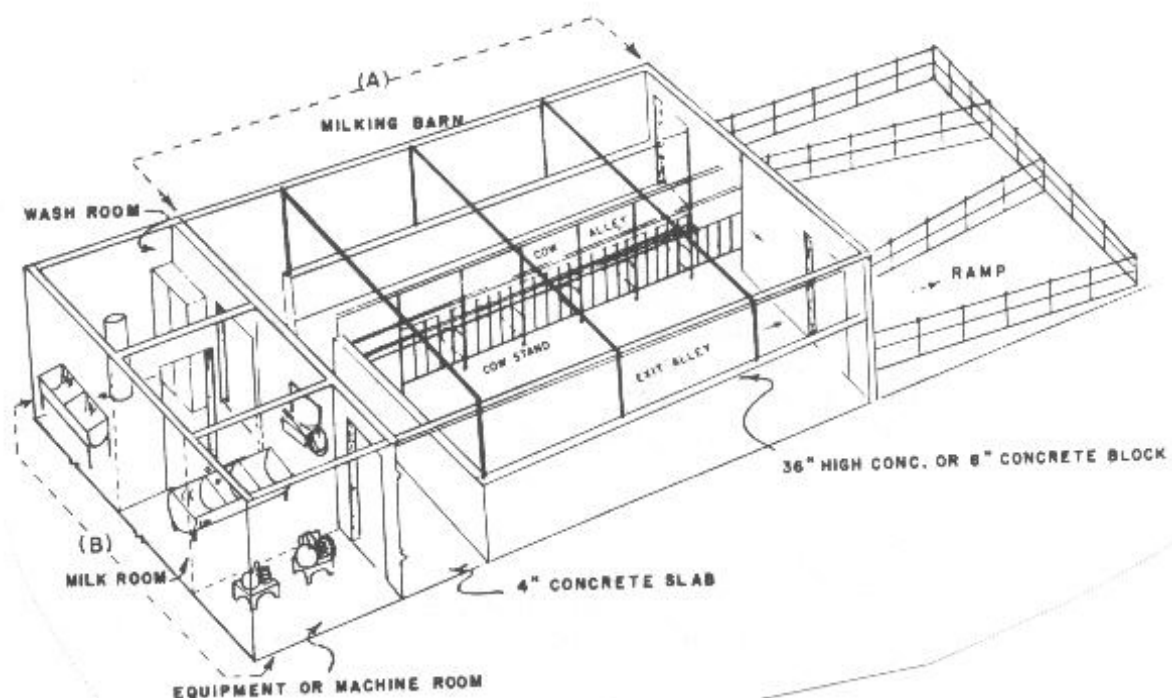 (A)
MILKING BARN
WASH ROOM
COW ALLEY
RAMP
COW STAND
EXIT ALLEY
36" HIGH CONC. OR 6" CONCRETE BLOCK
(B)
MILK ROOM
4" CONCRETE SLAB
EQUIPMENT OR MACHINE ROOM